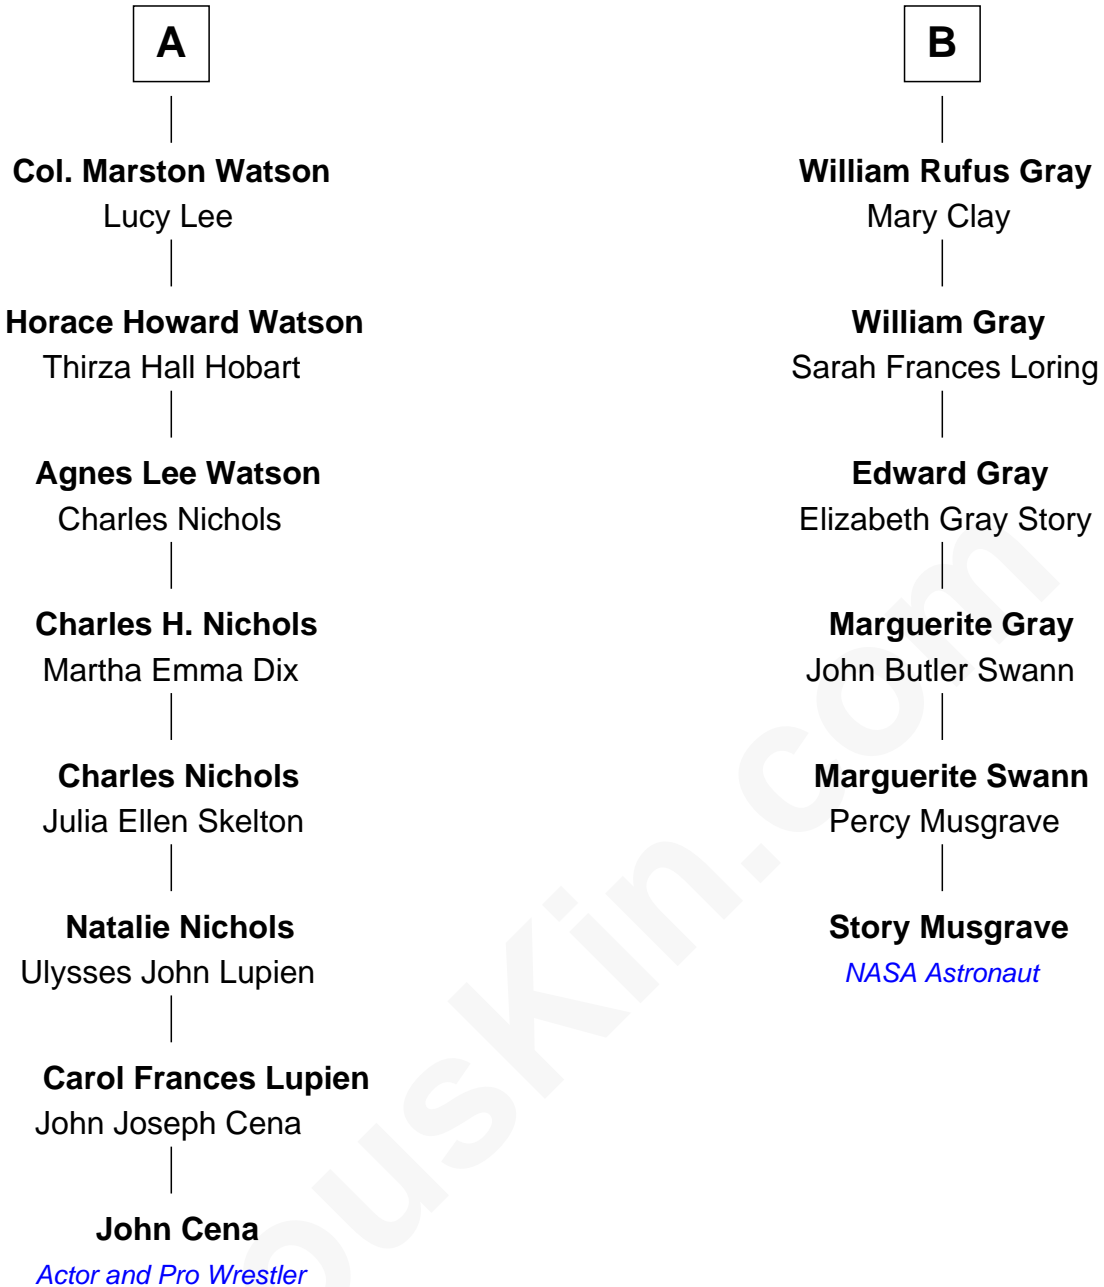 A
Col. Marston Watson
Lucy Lee
Horace Howard Watson
Thirza Hall Hobart
Agnes Lee Watson
Charles Nichols
Charles H. Nichols
Martha Emma Dix
Charles Nichols
Julia Ellen Skelton
Natalie Nichols
Ulysses John Lupien
Carol Frances Lupien
John Joseph Cena
John Cena
Actor and Pro Wrestler
B
William Rufus Gray
Mary Clay
William Gray
Sarah Frances Loring
Edward Gray
Elizabeth Gray Story
Marguerite Gray
John Butler Swann
Marguerite Swann
Percy Musgrave
Story Musgrave
NASA Astronaut
ousKin.com